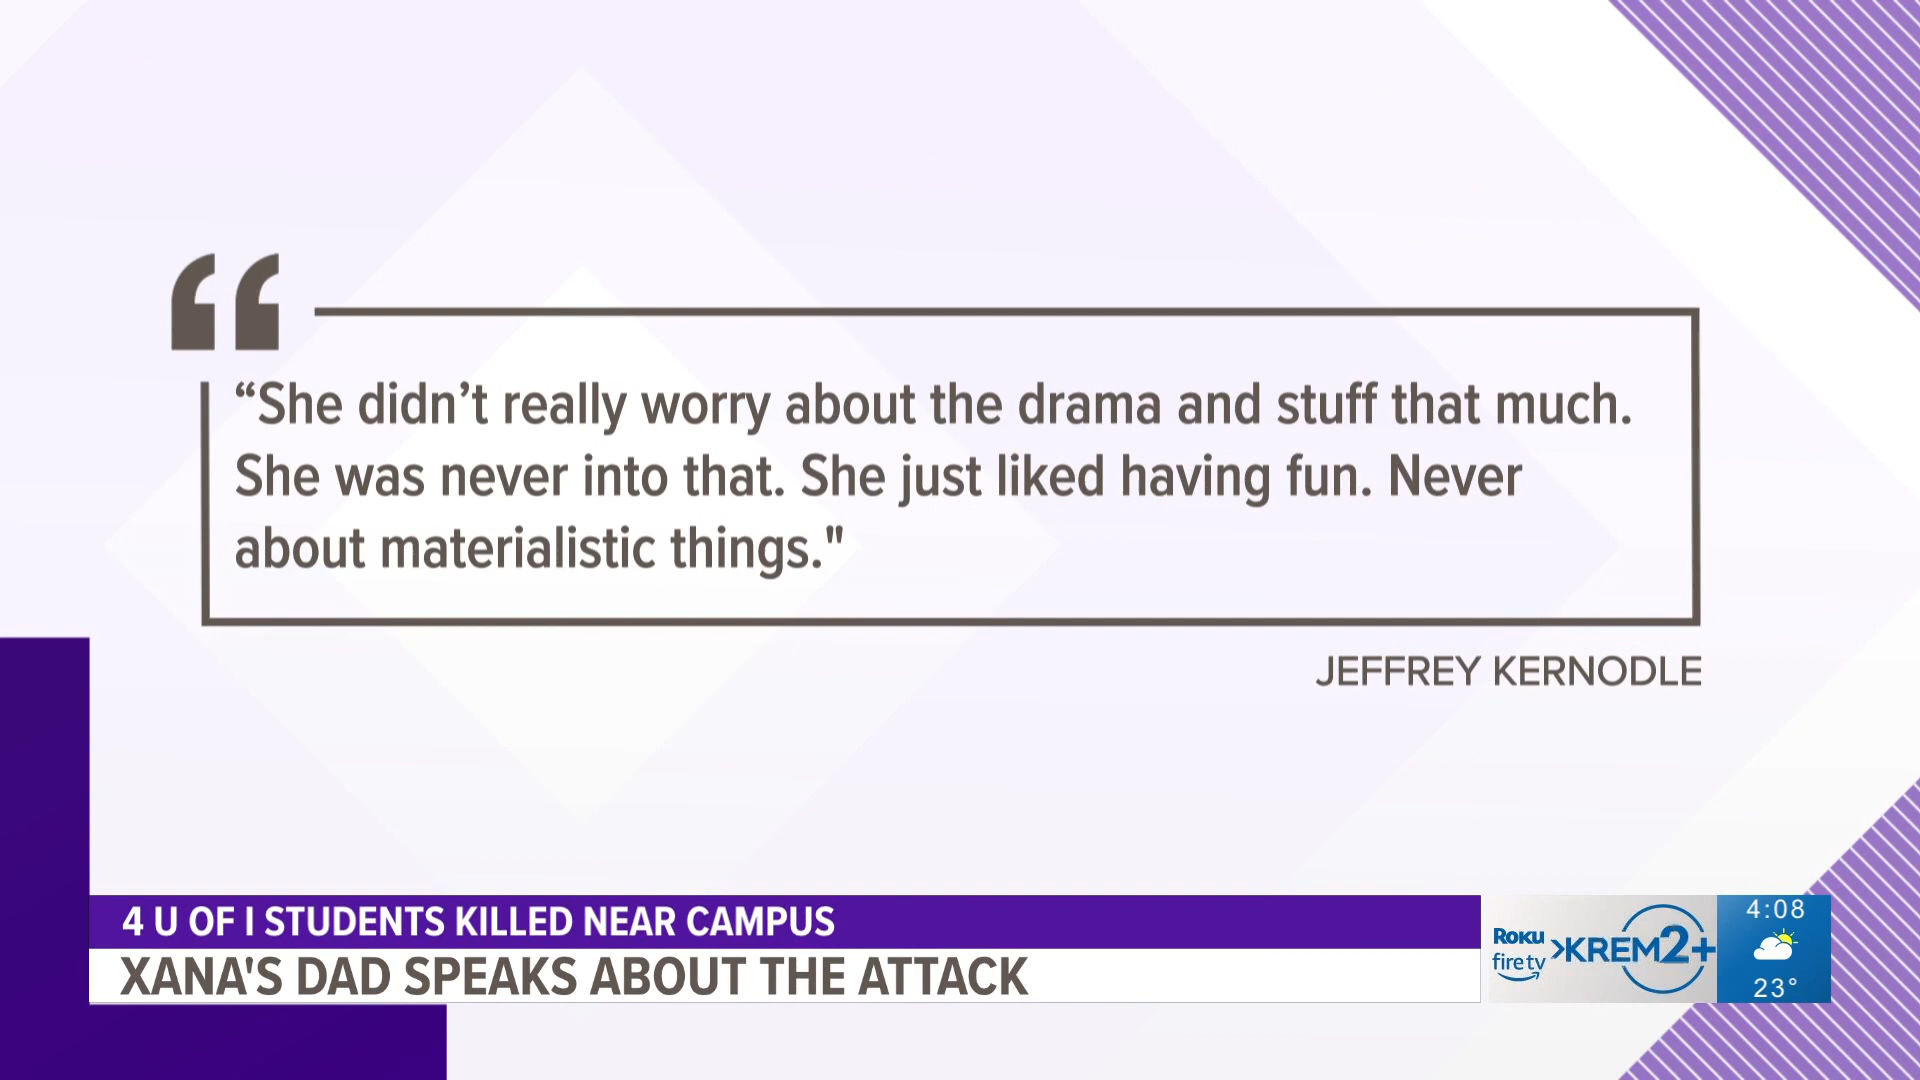 “She didn’t really worry about the drama and stuff that much.
She was never into that. She just liked having fun. Never
about materialistic things."
JEFFREY KERNODLE
4 U OF I STUDENTS KILLED NEAR CAMPUS
XANA'S DAD SPEAKS ABOUT THE ATTACK
ROKU
fire tv
KREM2+
4:08
23°